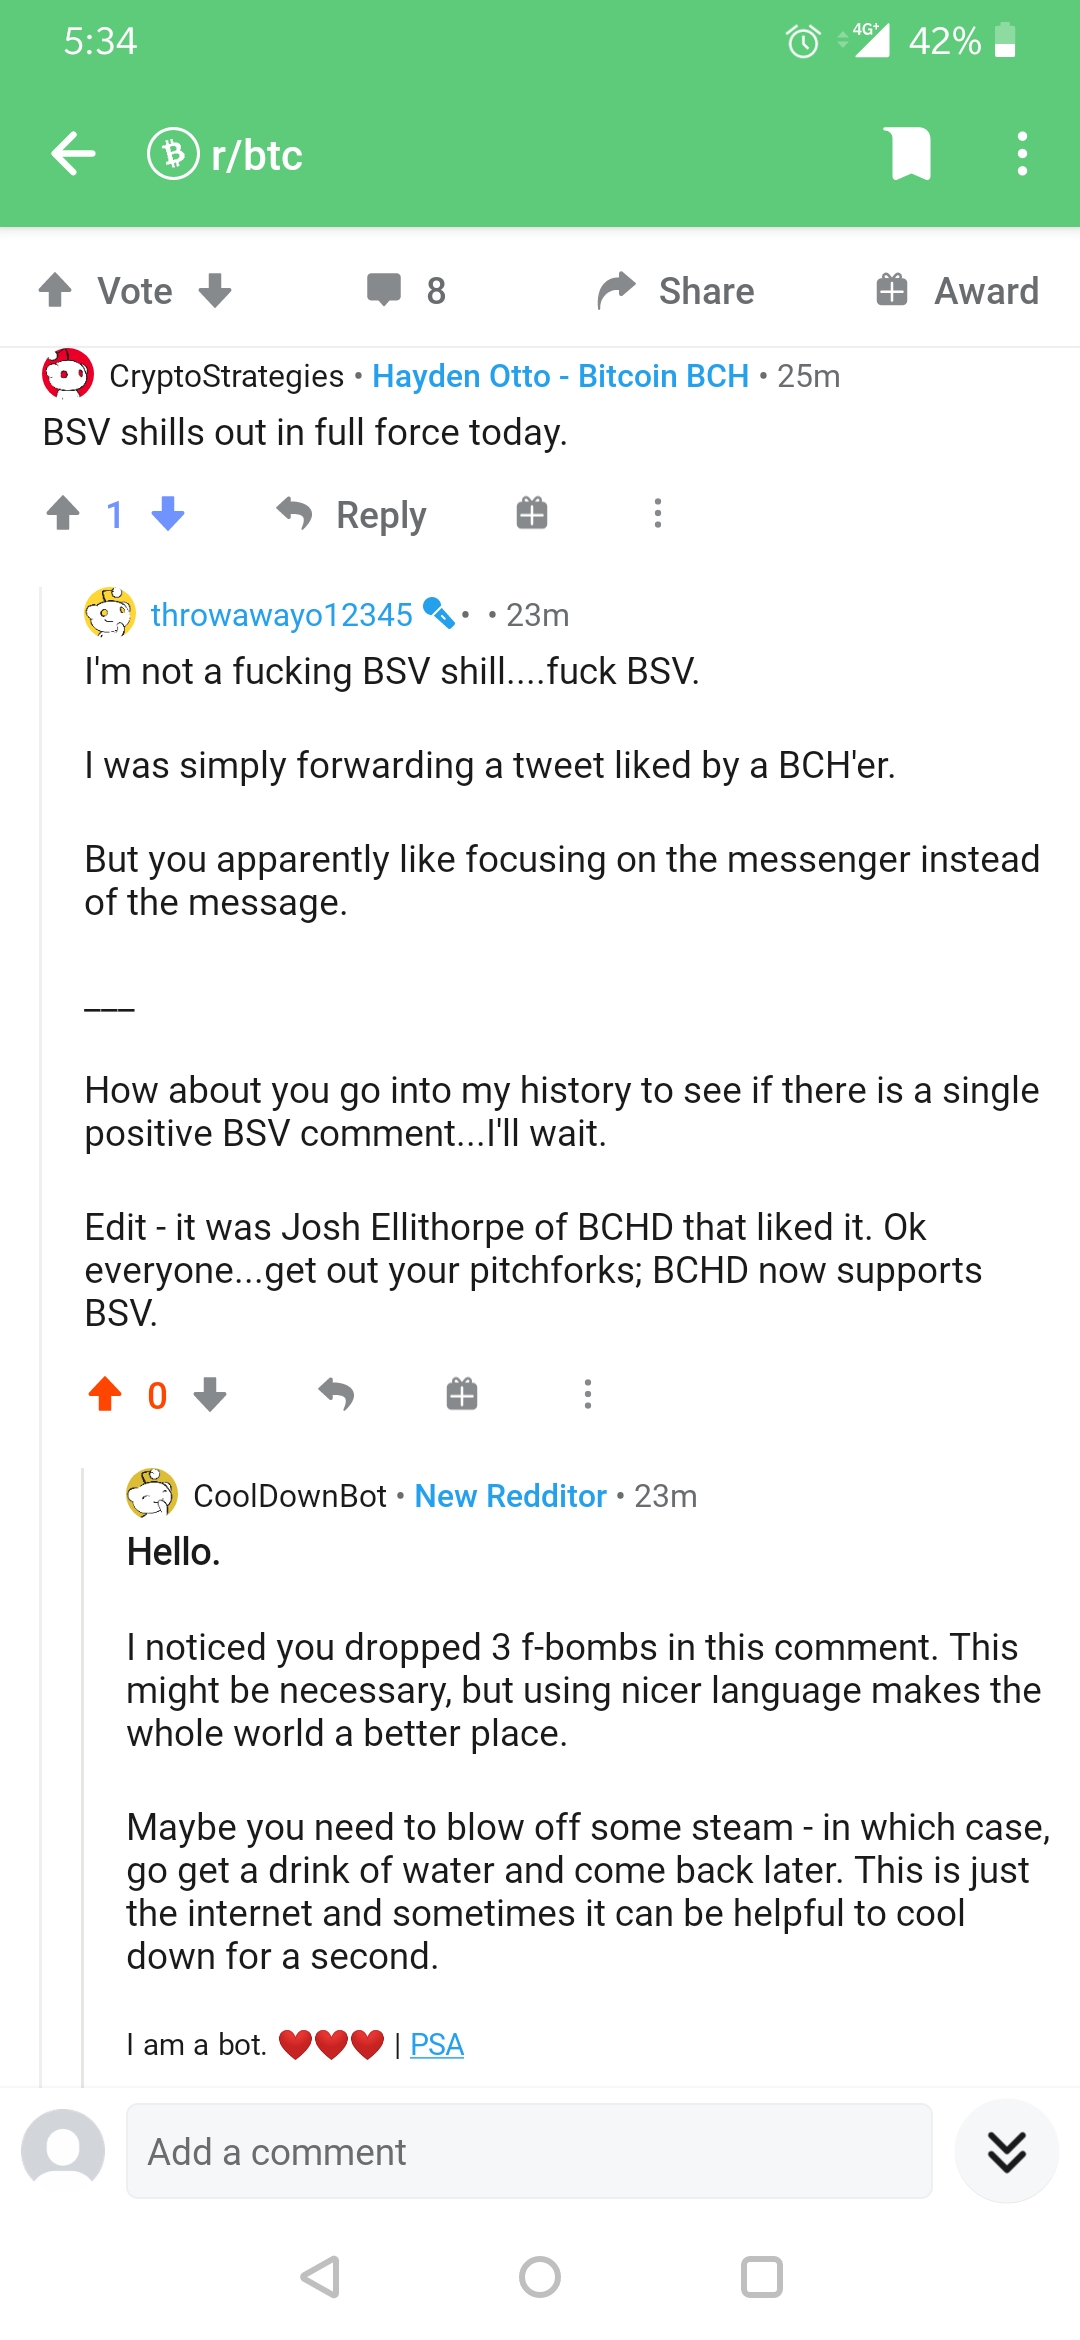 5:34
4G+ 42%
r/btc
Vote 8 Share Award
CryptoStrategies • Hayden Otto - Bitcoin BCH • 25m
BSV shills out in full force today.
1 Reply
throwawayo12345 • • 23m
I'm not a fucking BSV shill....fuck BSV.
I was simply forwarding a tweet liked by a BCH'er.
But you apparently like focusing on the messenger instead
of the message.
___
How about you go into my history to see if there is a single
positive BSV comment...I'll wait.
Edit - it was Josh Ellithorpe of BCHD that liked it. Ok
everyone...get out your pitchforks; BCHD now supports
BSV.
0
CoolDownBot • New Redditor • 23m
Hello.
I noticed you dropped 3 f-bombs in this comment. This
might be necessary, but using nicer language makes the
whole world a better place.
Maybe you need to blow off some steam - in which case,
go get a drink of water and come back later. This is just
the internet and sometimes it can be helpful to cool
down for a second.
I am a bot. ❤️❤️❤️ | PSA
Add a comment